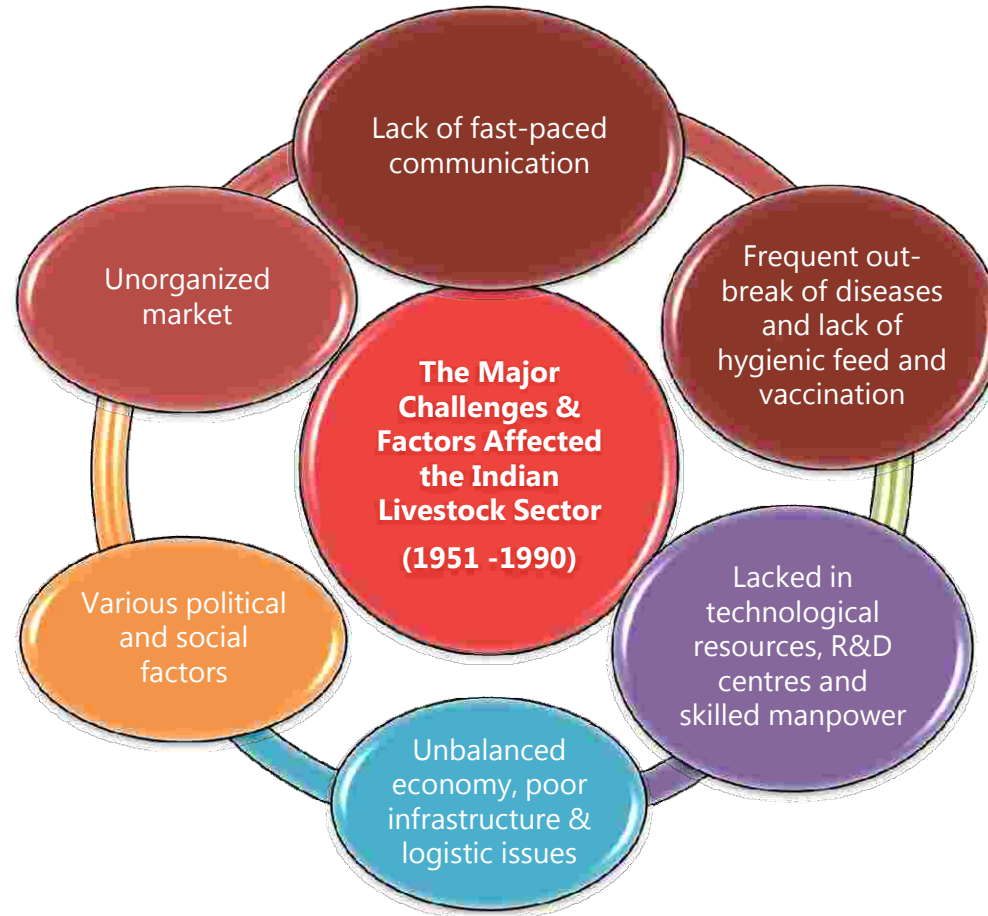 Lack of fast-paced
communication
Frequent out-
break of diseases
and lack of
hygienic feed and
vaccination
Lacked in
technological
resources, R&D
centres and
skilled manpower
Unbalanced
economy, poor
infrastructure &
logistic issues
Various political
and social
factors
Unorganized
market
The Major
Challenges &
Factors Affected
the Indian
Livestock Sector
(1951 -1990)